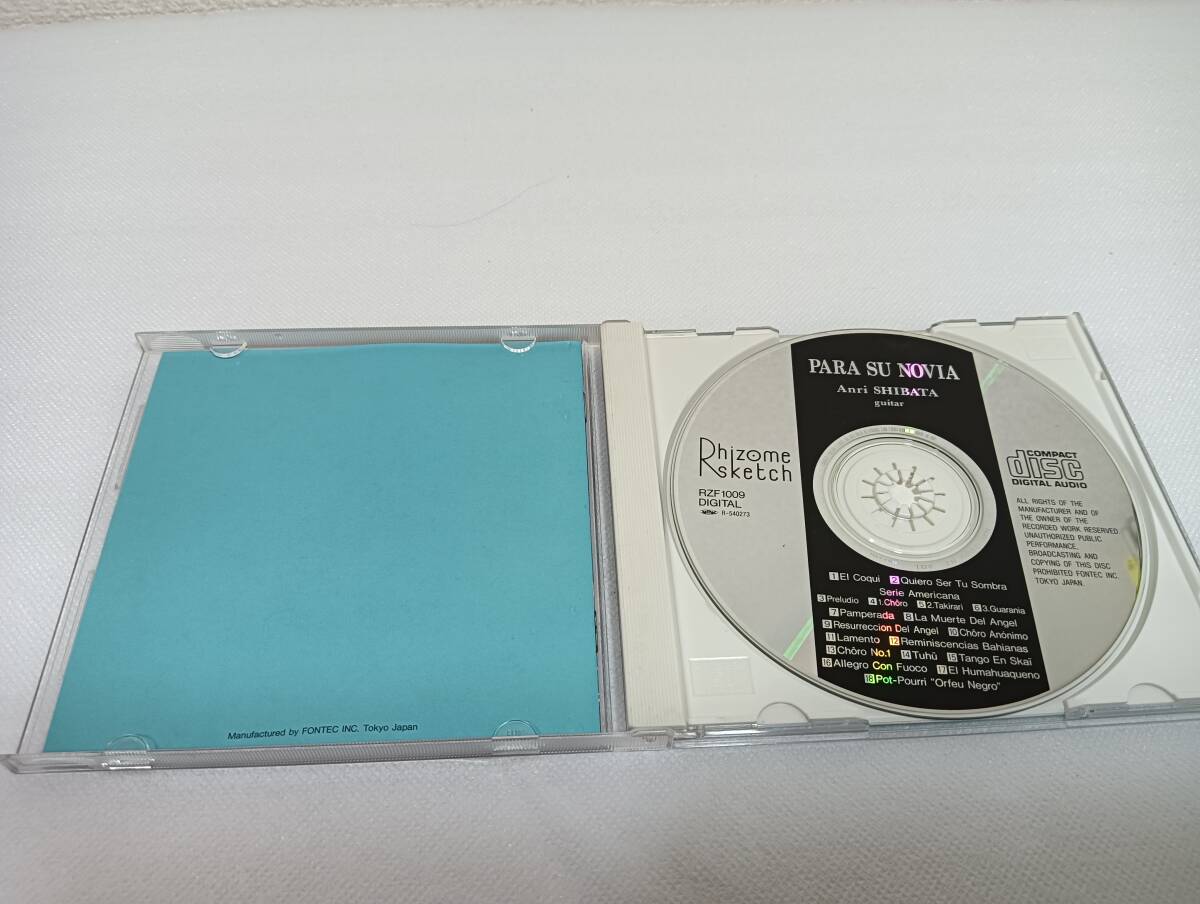 Manufactured by FONTEC INC. Tokyo Japan
PARA SU NOVIA
Anri SHIBATA
guitar
Rhizome
sketch
RZF1009
DIGITAL
R-540273
COMPACT
disc
DIGITAL AUDIO
ALL RIGHTS OF THE
MANUFACTURER AND OF
THE OWNER OF THE
RECORDED WORK RESERVED.
UNAUTHORIZED PUBLIC
PERFORMANCE,
BROADCASTING AND
COPYING OF THIS DISC
PROHIBITED FONTEC INC.
TOKYO JAPAN.
1 El Coqui 2 Quiero Ser Tu Sombra
Serie Americana
3 Preludio 4 1.Chôro 5 2.Takirari 6 3.Guarania
7 Pamperada 8 La Muerte Del Angel
9 Resurreccion Del Angel 10 Chôro Anónimo
11 Lamento 12 Reminiscencias Bahianas
13 Chôro No.1 14 Tuhû 15 Tango En Skaï
16 Allegro Con Fuoco 17 El Humahuaqueno
18 Pot-Pourri "Orfeu Negro"